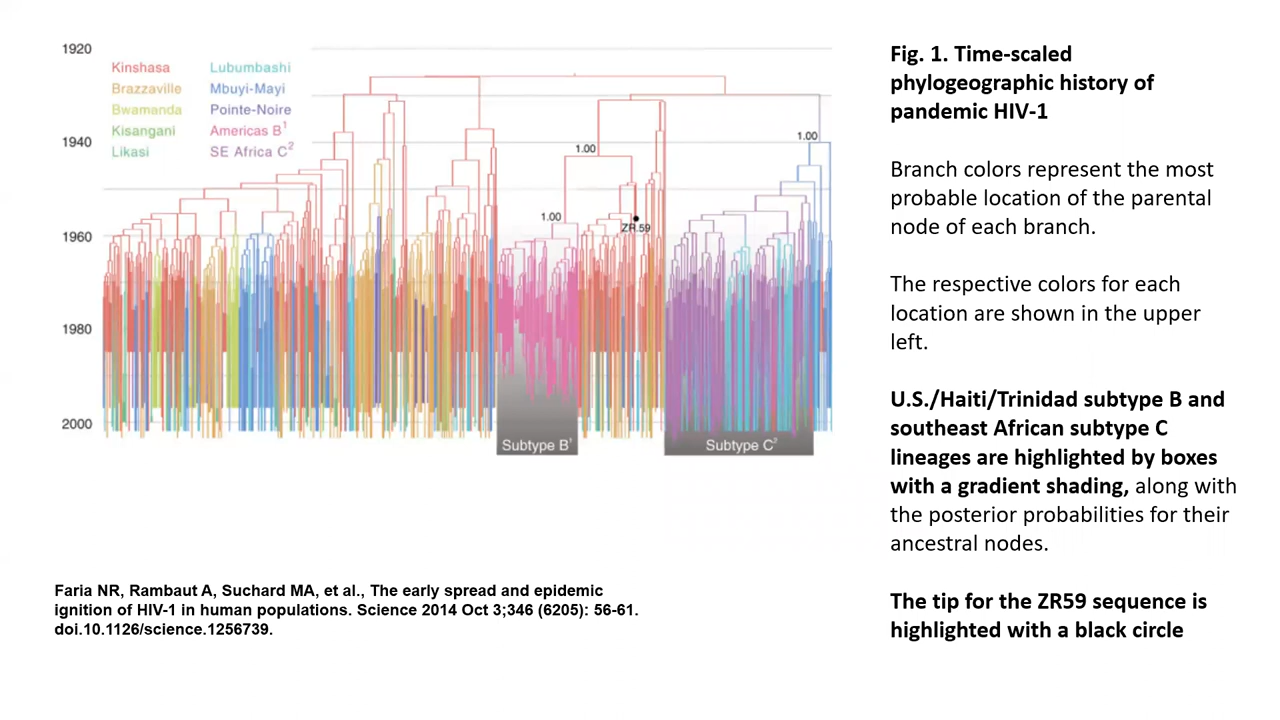 1920
1940
1960
1980
2000
Kinshasa
Brazzaville
Bwamanda
Kisangani
Likasi
Lubumbashi
Mbuyi-Mayi
Pointe-Noire
Americas B¹
SE Africa C²
1.00
1.00
1.00
ZR.59
Subtype B¹
Subtype C²
Fig. 1. Time-scaled
phylogeographic history of
pandemic HIV-1
Branch colors represent the most
probable location of the parental
node of each branch.
The respective colors for each
location are shown in the upper
left.
U.S./Haiti/Trinidad subtype B and
southeast African subtype C
lineages are highlighted by boxes
with a gradient shading, along with
the posterior probabilities for their
ancestral nodes.
The tip for the ZR59 sequence is
highlighted with a black circle
Faria NR, Rambaut A, Suchard MA, et al., The early spread and epidemic
ignition of HIV-1 in human populations. Science 2014 Oct 3;346 (6205): 56-61.
doi.10.1126/science.1256739.